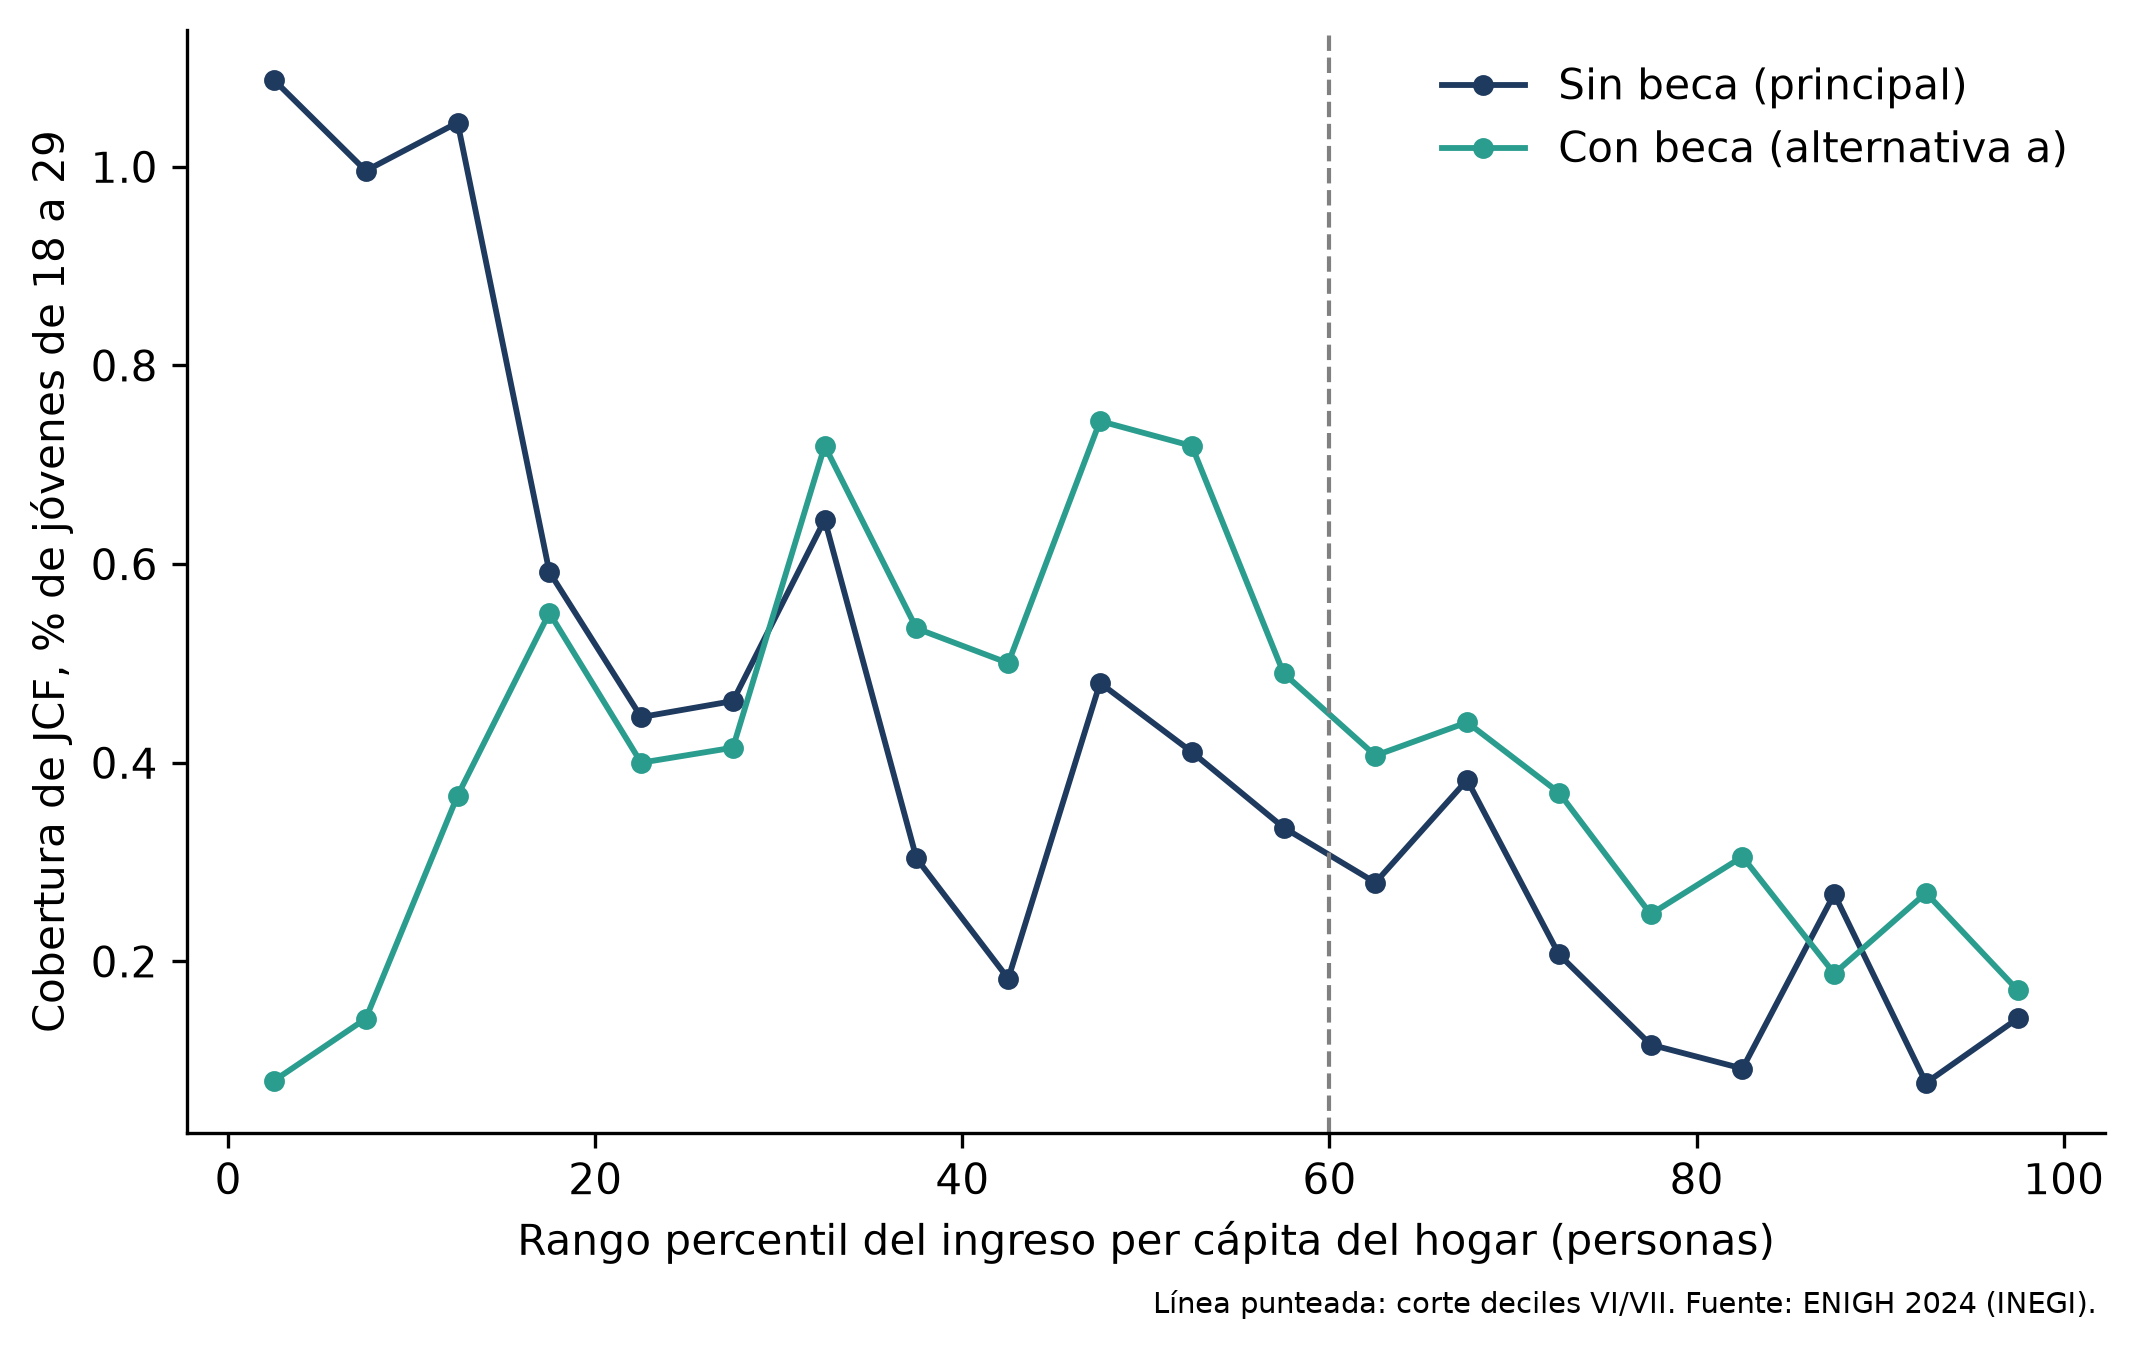 Sin beca (principal)
Con beca (alternativa a)
Cobertura de JCF, % de jóvenes de 18 a 29
1.0
0.8
0.6
0.4
0.2
0 20 40 60 80 100
Rango percentil del ingreso per cápita del hogar (personas)
Línea punteada: corte deciles VI/VII. Fuente: ENIGH 2024 (INEGI).